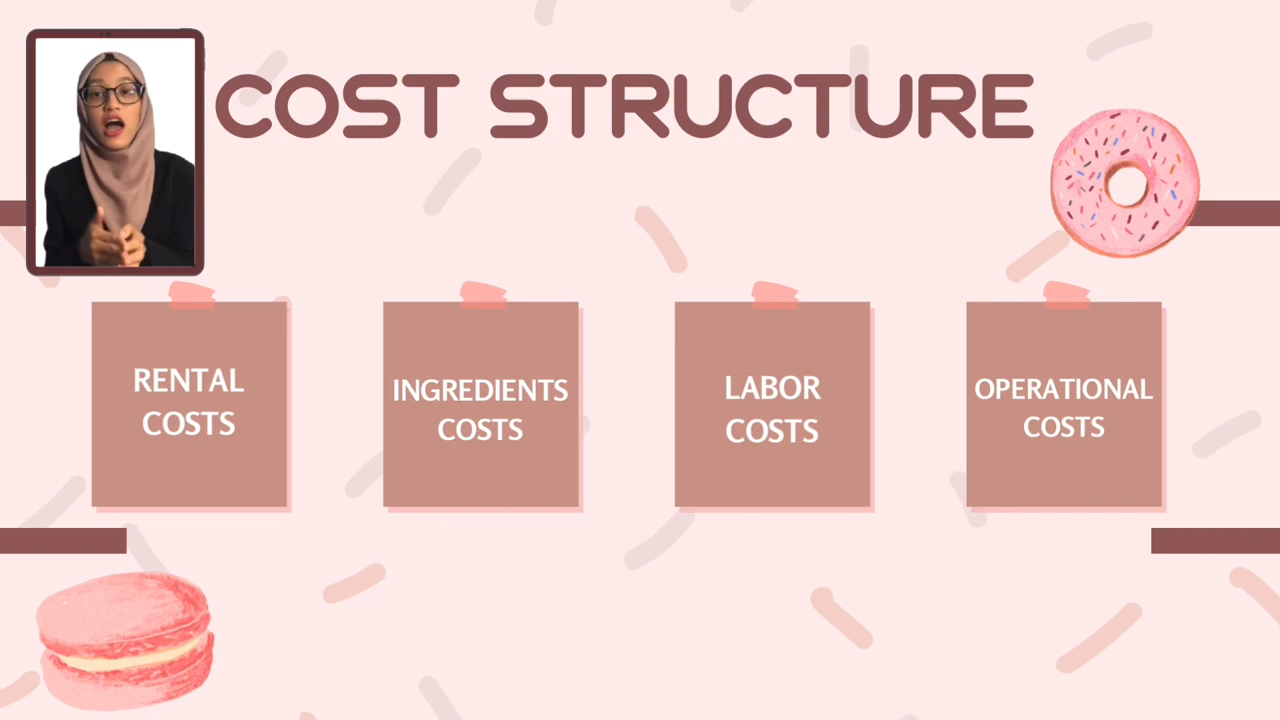 COST STRUCTURE
RENTAL
COSTS
INGREDIENTS
COSTS
LABOR
COSTS
OPERATIONAL
COSTS